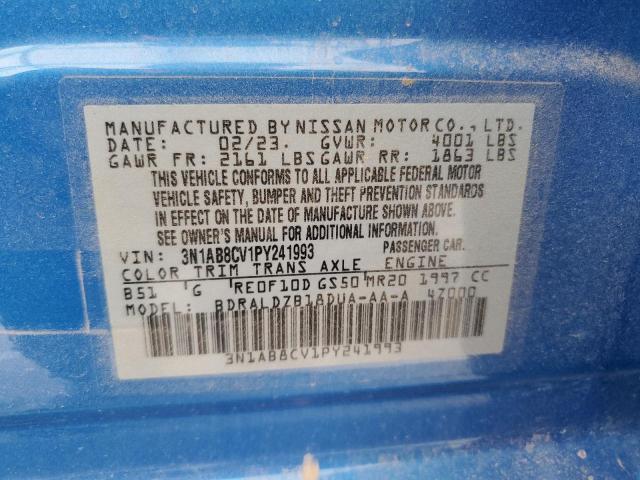 MANUFACTURED BY NISSAN MOTOR CO., LTD.
DATE: 02/23. GVWR: 4001 LBS
GAWR FR: 2161 LBS GAWR RR: 1863 LBS
THIS VEHICLE CONFORMS TO ALL APPLICABLE FEDERAL MOTOR
VEHICLE SAFETY, BUMPER AND THEFT PREVENTION STANDARDS
IN EFFECT ON THE DATE OF MANUFACTURE SHOWN ABOVE.
SEE OWNER'S MANUAL FOR ADDITIONAL INFORMATION
VIN: 3N1AB8CV1PY241993 PASSENGER CAR.
COLOR TRIM TRANS AXLE ENGINE
B51 G RE0F10D GS50 MR20 1997 CC
MODEL: BDRALDZB18DUA-AA-A 4Z000
3N1AB8CV1PY241993